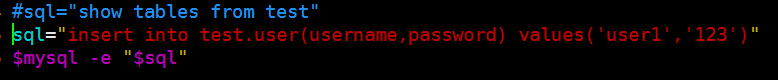 #sql="show tables from test"
sql="insert into test.user(username,password) values('user1','123')"
$mysql -e "$sql"